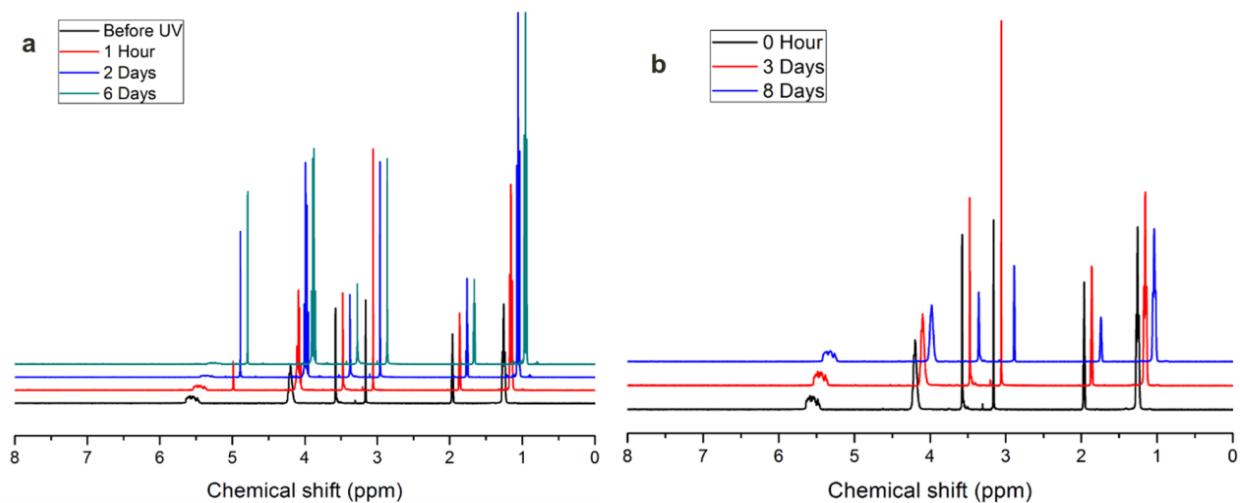 a
Before UV
1 Hour
2 Days
6 Days
8 7 6 5 4 3 2 1 0
Chemical shift (ppm)
b
0 Hour
3 Days
8 Days
8 7 6 5 4 3 2 1 0
Chemical shift (ppm)